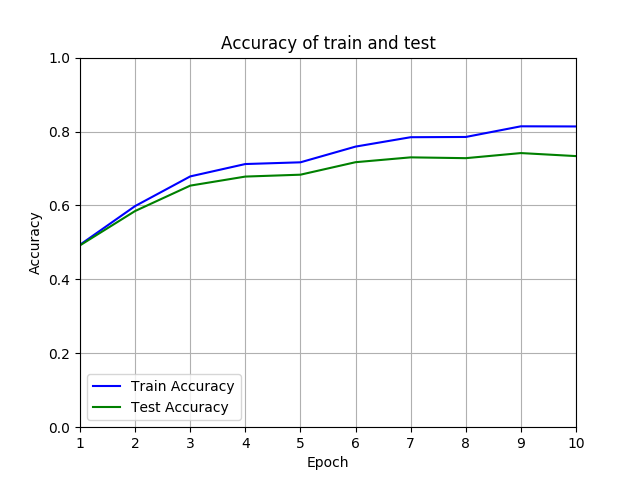 Accuracy of train and test
1.0
0.8
0.6
0.4
0.2
0.0
Accuracy
Train Accuracy
Test Accuracy
1 2 3 4 5 6 7 8 9 10
Epoch